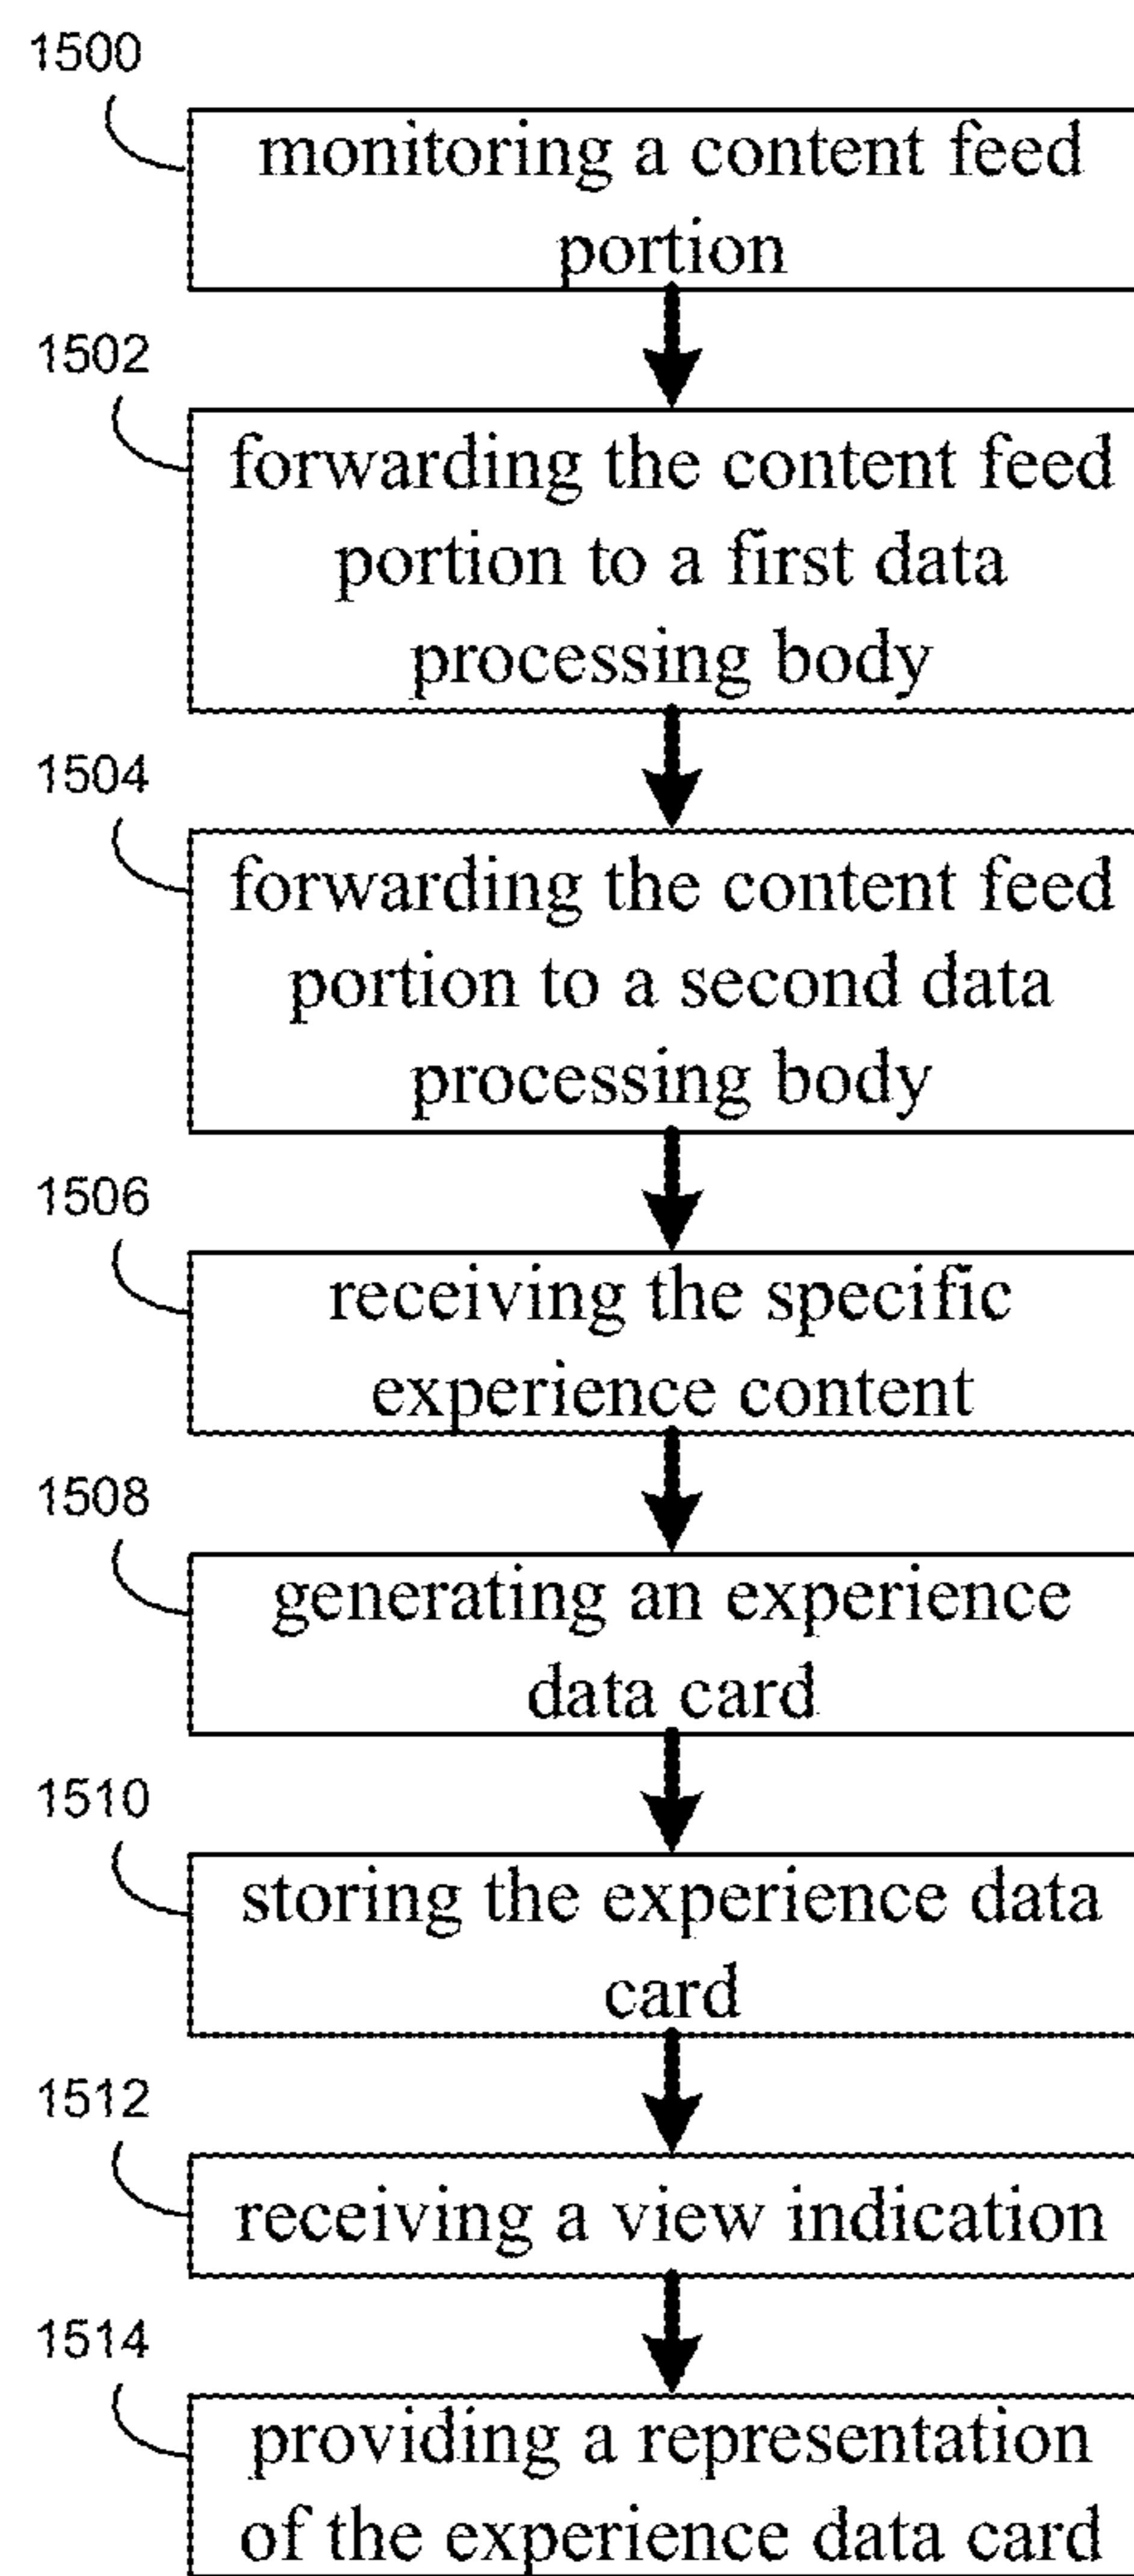 1500
monitoring a content feed
portion
1502
forwarding the content feed
portion to a first data
processing body
1504
forwarding the content feed
portion to a second data
processing body
1506
receiving the specific
experience content
1508
generating an experience
data card
1510
storing the experience data
card
1512
receiving a view indication
1514
providing a representation
of the experience data card